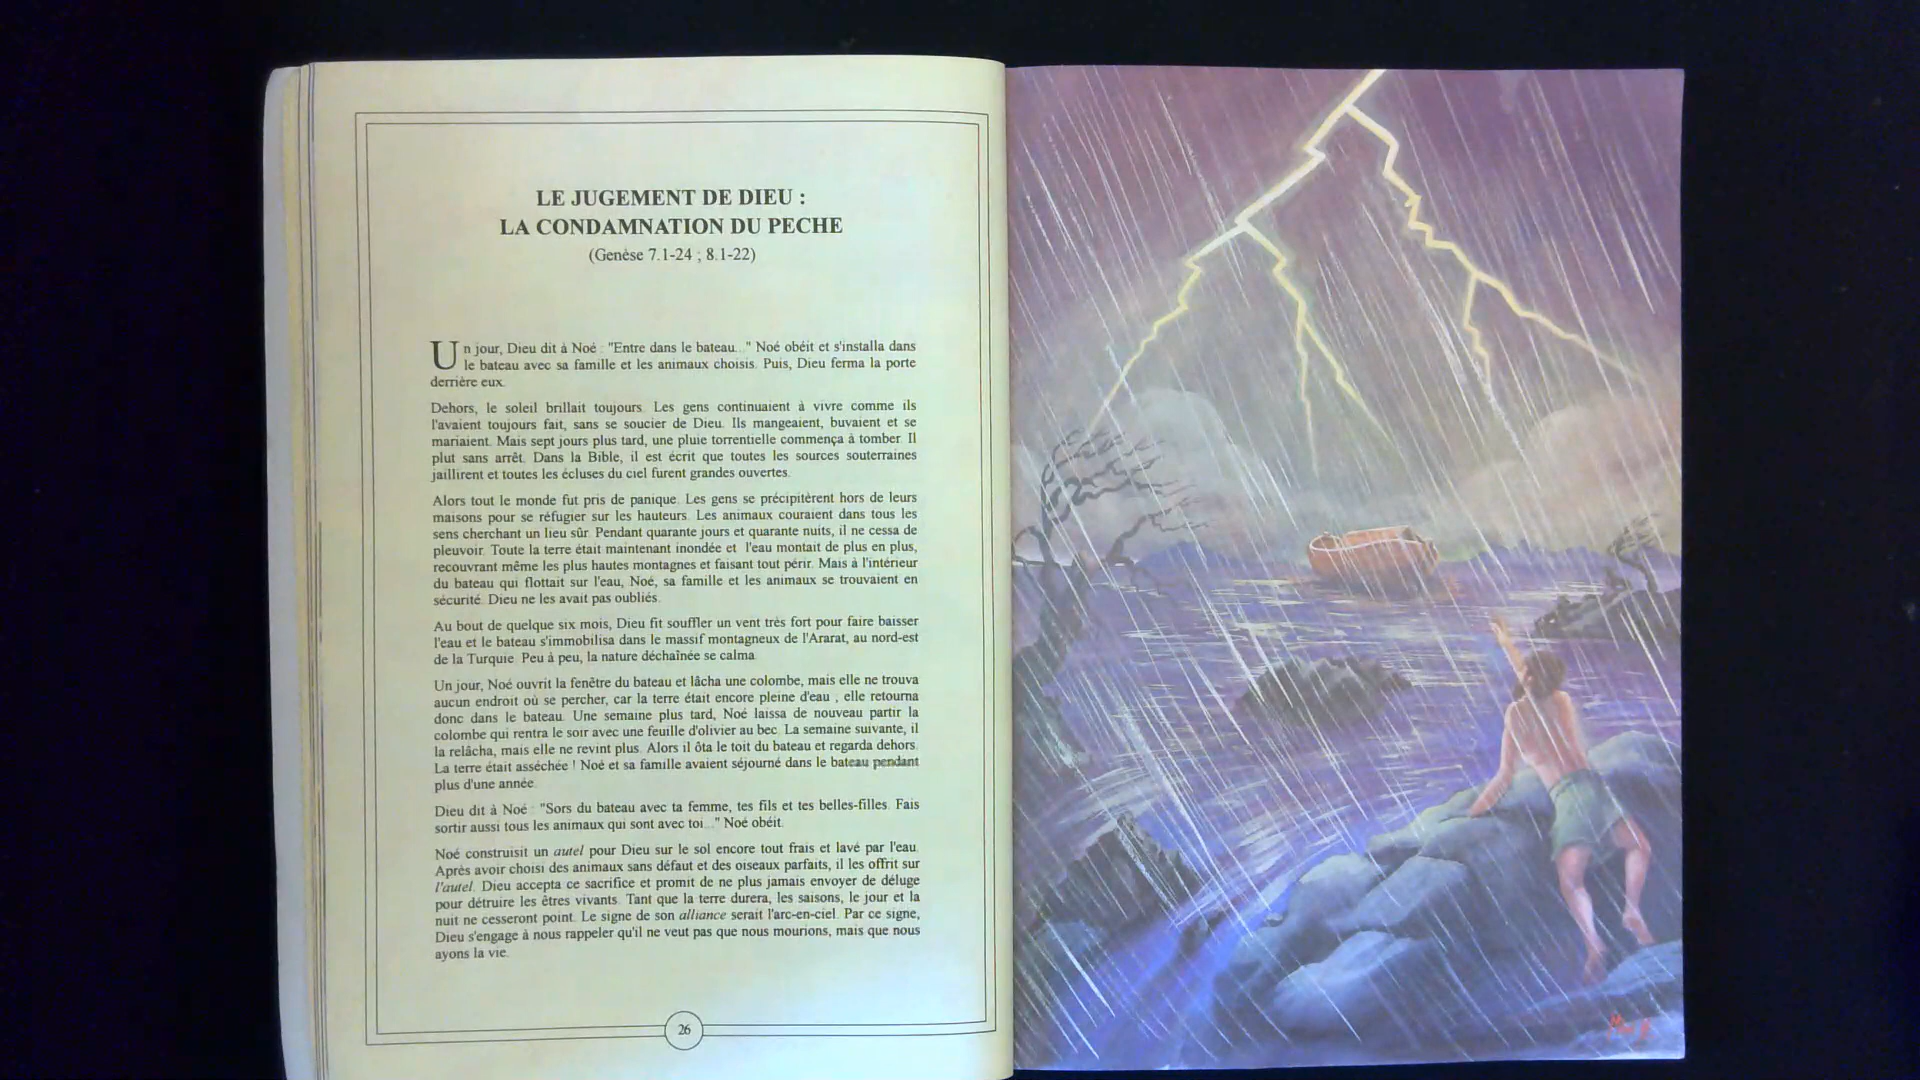 LE JUGEMENT DE DIEU :
LA CONDAMNATION DU PECHE
(Genèse 7.1-24 ; 8.1-22)
Un jour, Dieu dit à Noé : "Entre dans le bateau..." Noé obéit et s'installa dans
le bateau avec sa famille et les animaux choisis. Puis, Dieu ferma la porte
derrière eux.
Dehors, le soleil brillait toujours. Les gens continuaient à vivre comme ils
l'avaient toujours fait, sans se soucier de Dieu. Ils mangeaient, buvaient et se
mariaient. Mais sept jours plus tard, une pluie torrentielle commença à tomber. Il
plut sans arrêt. Dans la Bible, il est écrit que toutes les sources souterraines
jaillirent et toutes les écluses du ciel furent grandes ouvertes.
Alors tout le monde fut pris de panique. Les gens se précipitèrent hors de leurs
maisons pour se réfugier sur les hauteurs. Les animaux couraient dans tous les
sens cherchant un lieu sûr. Pendant quarante jours et quarante nuits, il ne cessa de
pleuvoir. Toute la terre était maintenant inondée et l'eau montait de plus en plus,
recouvrant même les plus hautes montagnes et faisant tout périr. Mais à l'intérieur
du bateau qui flottait sur l'eau, Noé, sa famille et les animaux se trouvaient en
sécurité. Dieu ne les avait pas oubliés.
Au bout de quelque six mois, Dieu fit souffler un vent très fort pour faire baisser
l'eau et le bateau s'immobilisa dans le massif montagneux de l'Ararat, au nord-est
de la Turquie. Peu à peu, la nature déchaînée se calma.
Un jour, Noé ouvrit la fenêtre du bateau et lâcha une colombe, mais elle ne trouva
aucun endroit où se percher, car la terre était encore pleine d'eau ; elle retourna
donc dans le bateau. Une semaine plus tard, Noé laissa de nouveau partir la
colombe qui rentra le soir avec une feuille d'olivier au bec. La semaine suivante, il
la relâcha, mais elle ne revint plus. Alors il ôta le toit du bateau et regarda dehors.
La terre était asséchée ! Noé et sa famille avaient séjourné dans le bateau pendant
plus d'une année.
Dieu dit à Noé : "Sors du bateau avec ta femme, tes fils et tes belles-filles. Fais
sortir aussi tous les animaux qui sont avec toi..." Noé obéit.
Noé construisit un autel pour Dieu sur le sol encore tout frais et lavé par l'eau.
Après avoir choisi des animaux sans défaut et des oiseaux parfaits, il les offrit sur
l'autel. Dieu accepta ce sacrifice et promit de ne plus jamais envoyer de déluge
pour détruire les êtres vivants. Tant que la terre durera, les saisons, le jour et la
nuit ne cesseront point. Le signe de son alliance serait l'arc-en-ciel. Par ce signe,
Dieu s'engage à nous rappeler qu'il ne veut pas que nous mourions, mais que nous
ayons la vie.
26